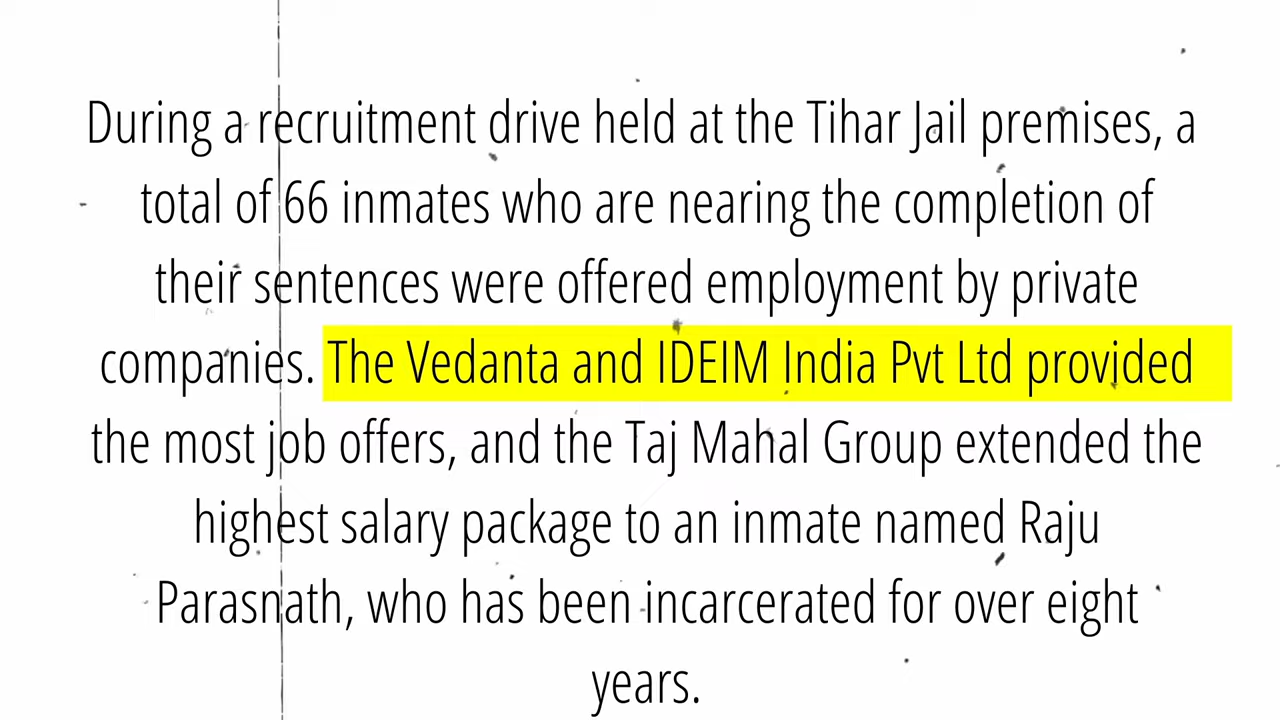 During a recruitment drive held at the Tihar Jail premises, a
total of 66 inmates who are nearing the completion of
their sentences were offered employment by private
companies. The Vedanta and IDEIM India Pvt Ltd provided
the most job offers, and the Taj Mahal Group extended the
highest salary package to an inmate named Raju
Parasnath, who has been incarcerated for over eight
years.